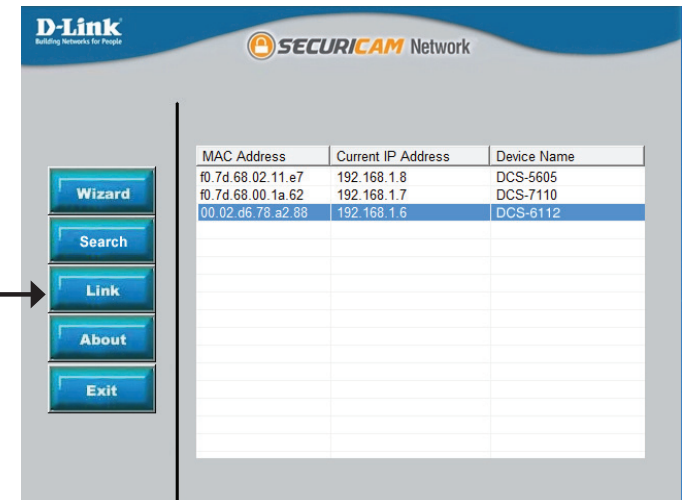 D-Link
Building Networks for People
SECURICAM Network
MAC Address Current IP Address Device Name
f0.7d.68.02.11.e7 192.168.1.8 DCS-5605
f0.7d.68.00.1a.62 192.168.1.7 DCS-7110
00.02.d6.78.a2.88 192.168.1.6 DCS-6112
Wizard
Search
Link
About
Exit